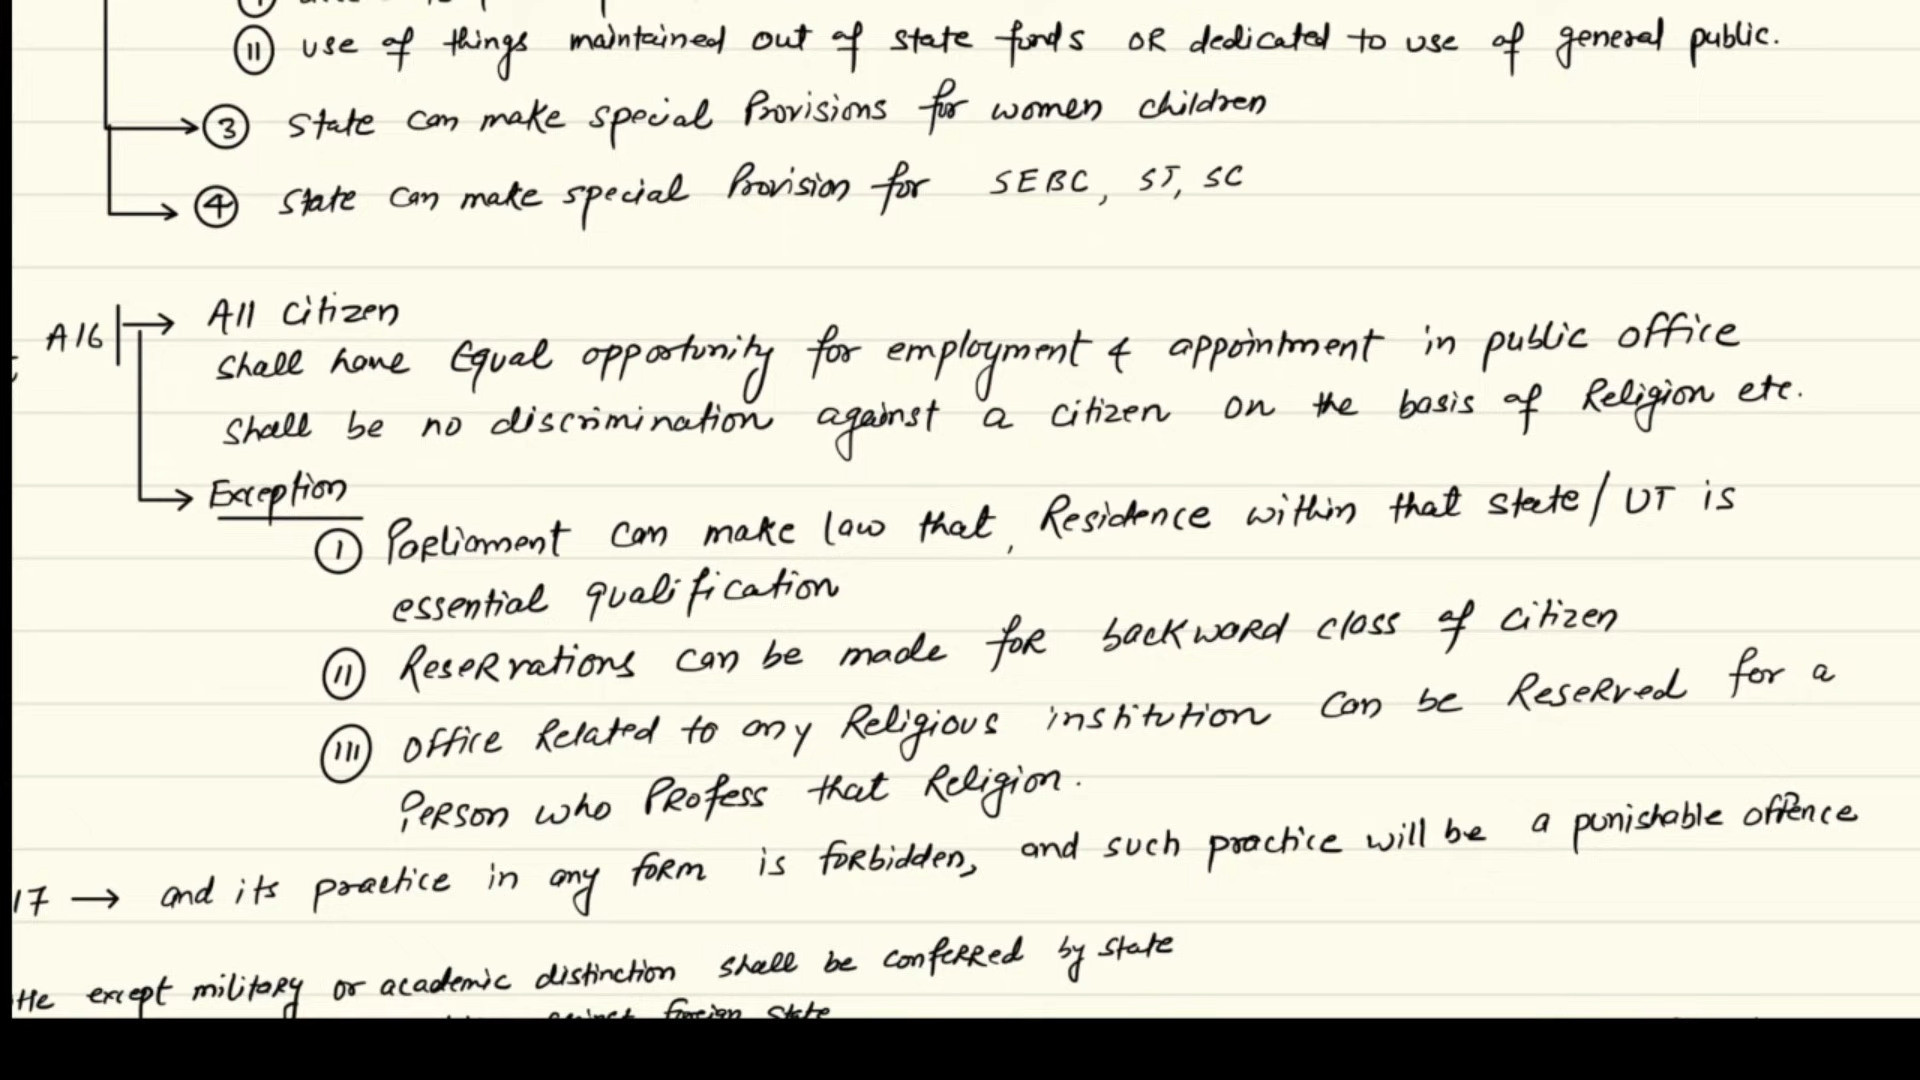 II use of things maintained out of state funds OR dedicated to use of general public.
3 State can make special Provisions for women children
4 State can make special Provision for SEBC, ST, SC
A16 → All citizen
shall have Equal opportunity for employment & appointment in public office
shall be no discrimination against a citizen on the basis of Religion etc.
→ Exception
I Parliament can make law that, Residence within that state/UT is
essential qualification
II Reservations can be made for backward class of citizen
III office Related to any Religious institution can be Reserved for a
Person who Profess that Religion.
17 → and its practice in any form is forbidden, and such practice will be a punishable offence
except military or academic distinction shall be conferred by state
against foreign state